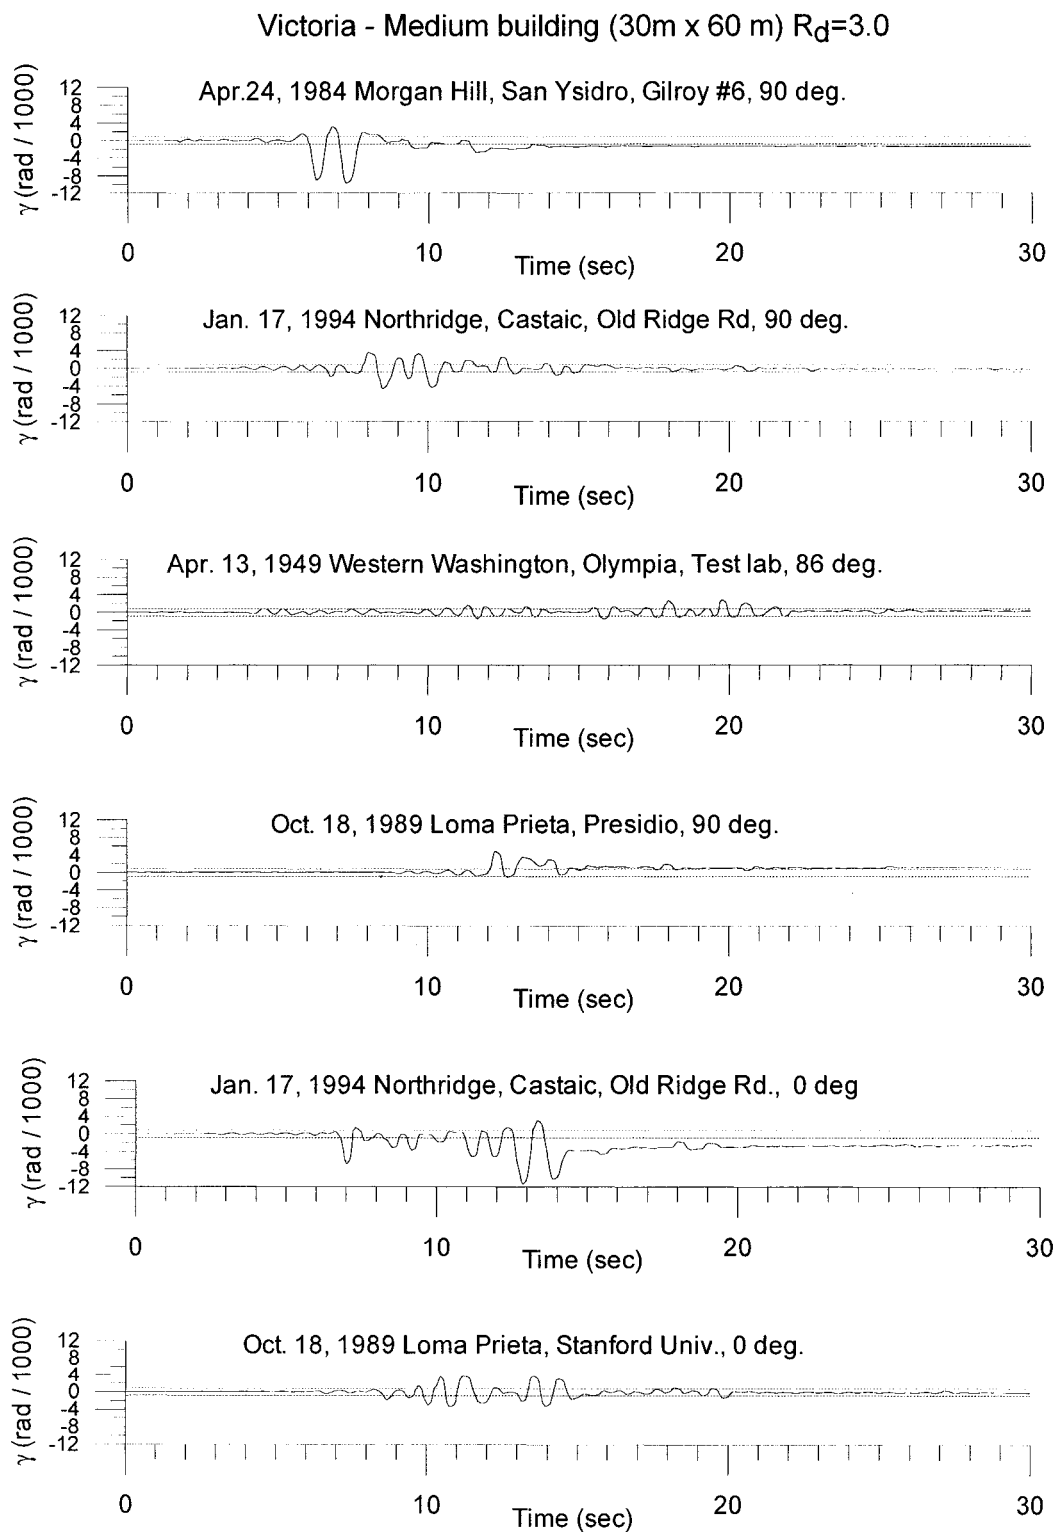 Victoria - Medium building (30m x 60 m) Rd=3.0
Apr.24, 1984 Morgan Hill, San Ysidro, Gilroy #6, 90 deg.
γ (rad / 1000)
12
8
4
0
-4
-8
-12
0 10 20 30
Time (sec)
Jan. 17, 1994 Northridge, Castaic, Old Ridge Rd, 90 deg.
γ (rad / 1000)
12
8
4
0
-4
-8
-12
0 10 20 30
Time (sec)
Apr. 13, 1949 Western Washington, Olympia, Test lab, 86 deg.
γ (rad / 1000)
12
8
4
0
-4
-8
-12
0 10 20 30
Time (sec)
Oct. 18, 1989 Loma Prieta, Presidio, 90 deg.
γ (rad / 1000)
12
8
4
0
-4
-8
-12
0 10 20 30
Time (sec)
Jan. 17, 1994 Northridge, Castaic, Old Ridge Rd., 0 deg
γ (rad / 1000)
12
8
4
0
-4
-8
-12
0 10 20 30
Time (sec)
Oct. 18, 1989 Loma Prieta, Stanford Univ., 0 deg.
γ (rad / 1000)
12
8
4
0
-4
-8
-12
0 10 20 30
Time (sec)